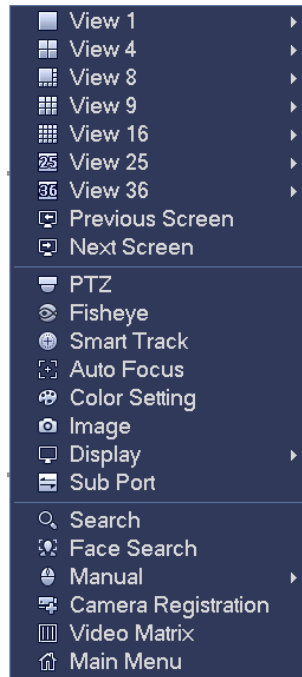 View 1
View 4
View 8
View 9
View 16
25 View 25
36 View 36
Previous Screen
Next Screen
PTZ
Fisheye
Smart Track
Auto Focus
Color Setting
Image
Display
Sub Port
Search
Face Search
Manual
Camera Registration
Video Matrix
Main Menu